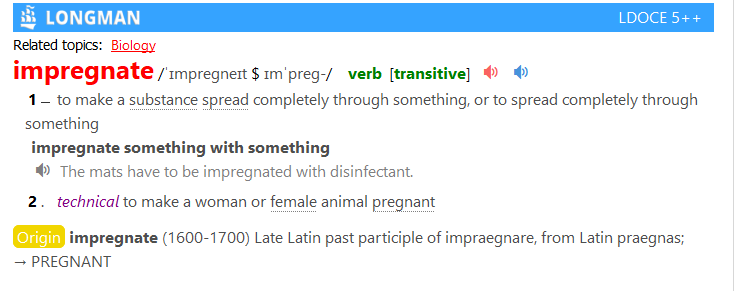 LONGMAN LDOCE 5++
Related topics: Biology
impregnate /ˈɪmpregneɪt $ ɪmˈpreg-/ verb [transitive]
1 – to make a substance spread completely through something, or to spread completely through
something
impregnate something with something
The mats have to be impregnated with disinfectant.
2 . technical to make a woman or female animal pregnant
Origin impregnate (1600-1700) Late Latin past participle of impraegnare, from Latin praegnas;
→ PREGNANT